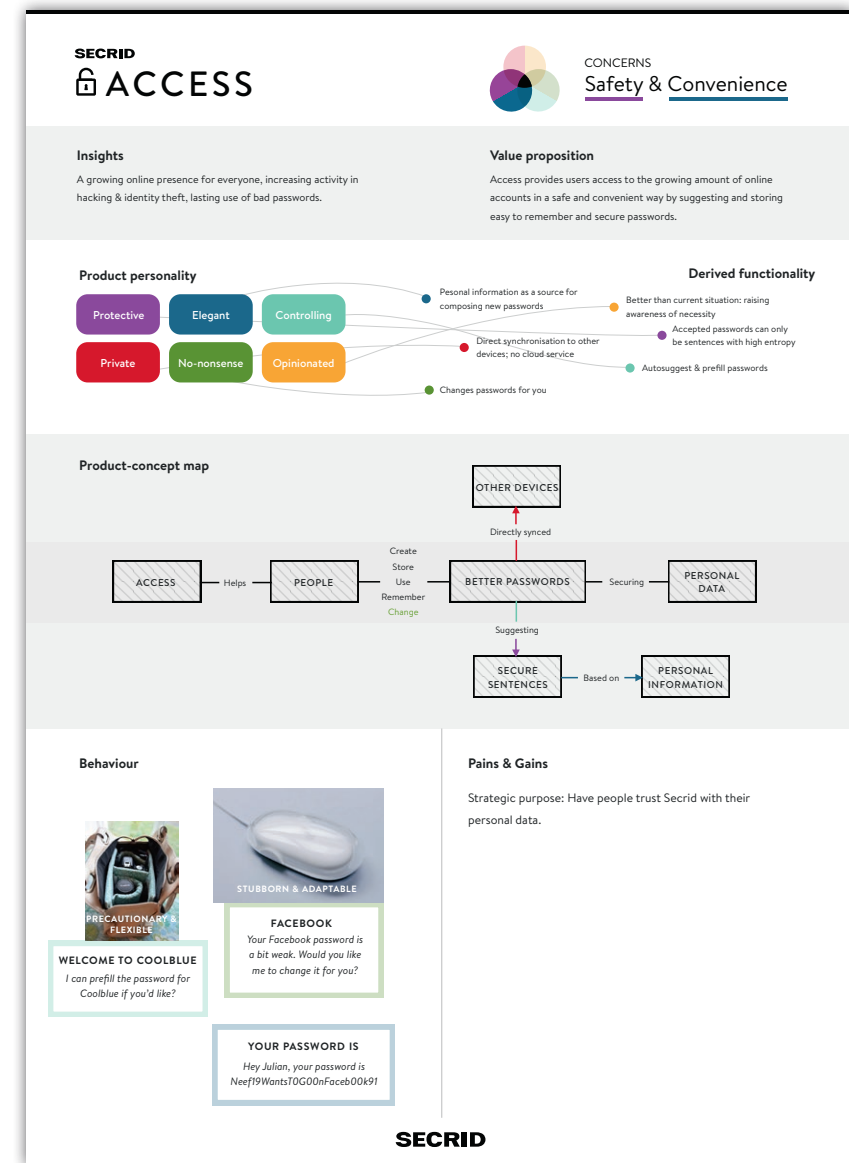 SECRID
ACCESS
CONCERNS
Safety & Convenience
Insights
A growing online presence for everyone, increasing activity in
hacking & identity theft, lasting use of bad passwords.
Value proposition
Access provides users access to the growing amount of online
accounts in a safe and convenient way by suggesting and storing
easy to remember and secure passwords.
Product personality
Derived functionality
Protective
Elegant
Controlling
Private
No-nonsense
Opinionated
Pesonal information as a source for
composing new passwords
Better than current situation: raising
awareness of necessity
Accepted passwords can only
be sentences with high entropy
Direct synchronisation to other
devices; no cloud service
Autosuggest & prefill passwords
Changes passwords for you
Product-concept map
OTHER DEVICES
Directly synced
ACCESS
Helps
PEOPLE
Create
Store
Use
Remember
Change
BETTER PASSWORDS
Securing
PERSONAL
DATA
Suggesting
SECURE
SENTENCES
Based on
PERSONAL
INFORMATION
Behaviour
PRECAUTIONARY &
FLEXIBLE
WELCOME TO COOLBLUE
I can prefill the password for
Coolblue if you'd like?
STUBBORN & ADAPTABLE
FACEBOOK
Your Facebook password is
a bit weak. Would you like
me to change it for you?
YOUR PASSWORD IS
Hey Julian, your password is
Neef19WantsT0G00nFaceb00k91
Pains & Gains
Strategic purpose: Have people trust Secrid with their
personal data.
SECRID